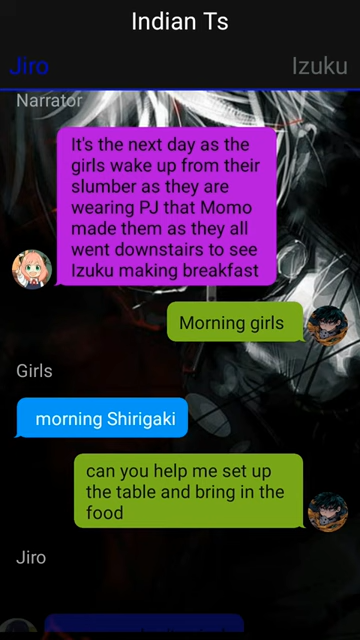 Indian Ts
Jiro Izuku
Narrator
It's the next day as the
girls wake up from their
slumber as they are
wearing PJ that Momo
made them as they all
went downstairs to see
Izuku making breakfast
Morning girls
Girls
morning Shirigaki
can you help me set up
the table and bring in the
food
Jiro